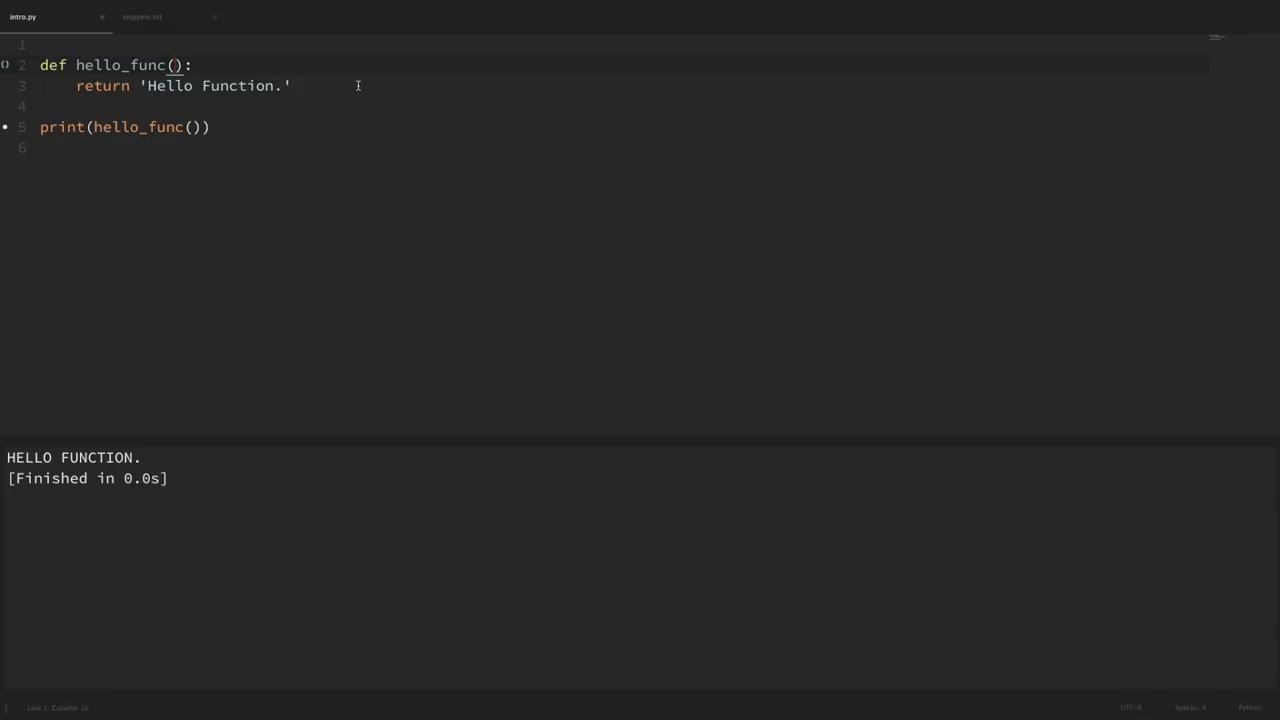 intro.py × snippets.txt ×
1
() 2 def hello_func():
3 return 'Hello Function.'
4
• 5 print(hello_func())
6
HELLO FUNCTION.
[Finished in 0.0s]
Line 2, Column 16 UTF-8 Spaces: 4 Python